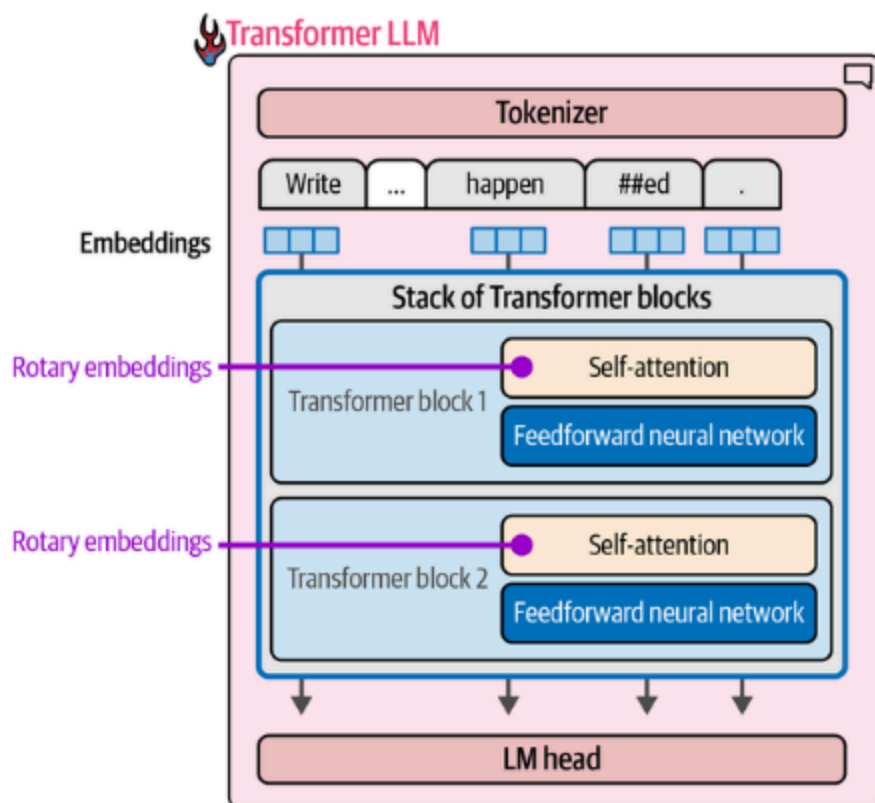 Transformer LLM
Tokenizer
Write ... happen ##ed .
Embeddings
Stack of Transformer blocks
Rotary embeddings
Self-attention
Transformer block 1
Feedforward neural network
Rotary embeddings
Self-attention
Transformer block 2
Feedforward neural network
LM head